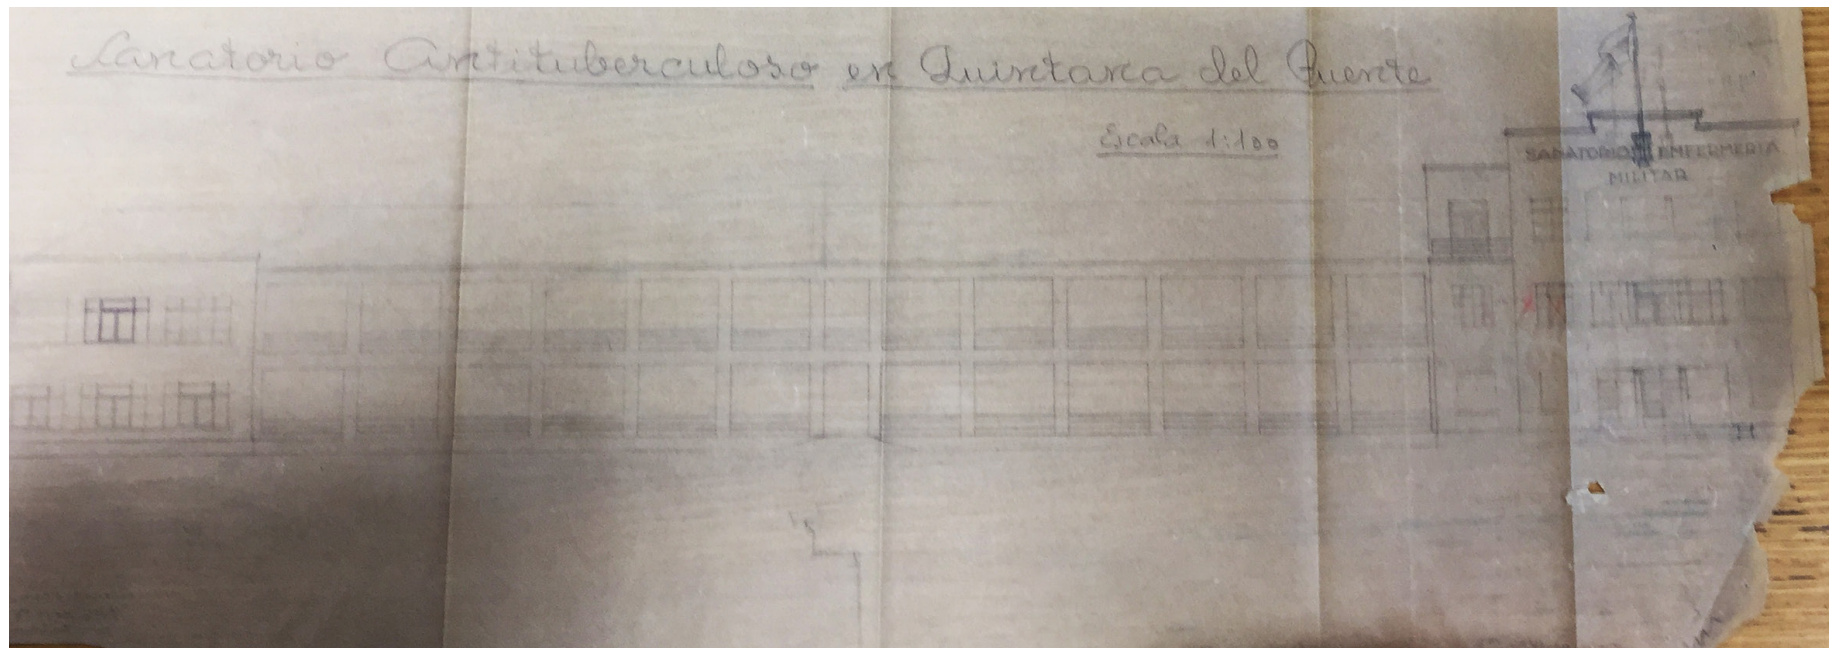 Sanatorio Antituberculoso en Quintana del Puente
Escala 1:100
SANATORIO ENFERMERIA
MILITAR